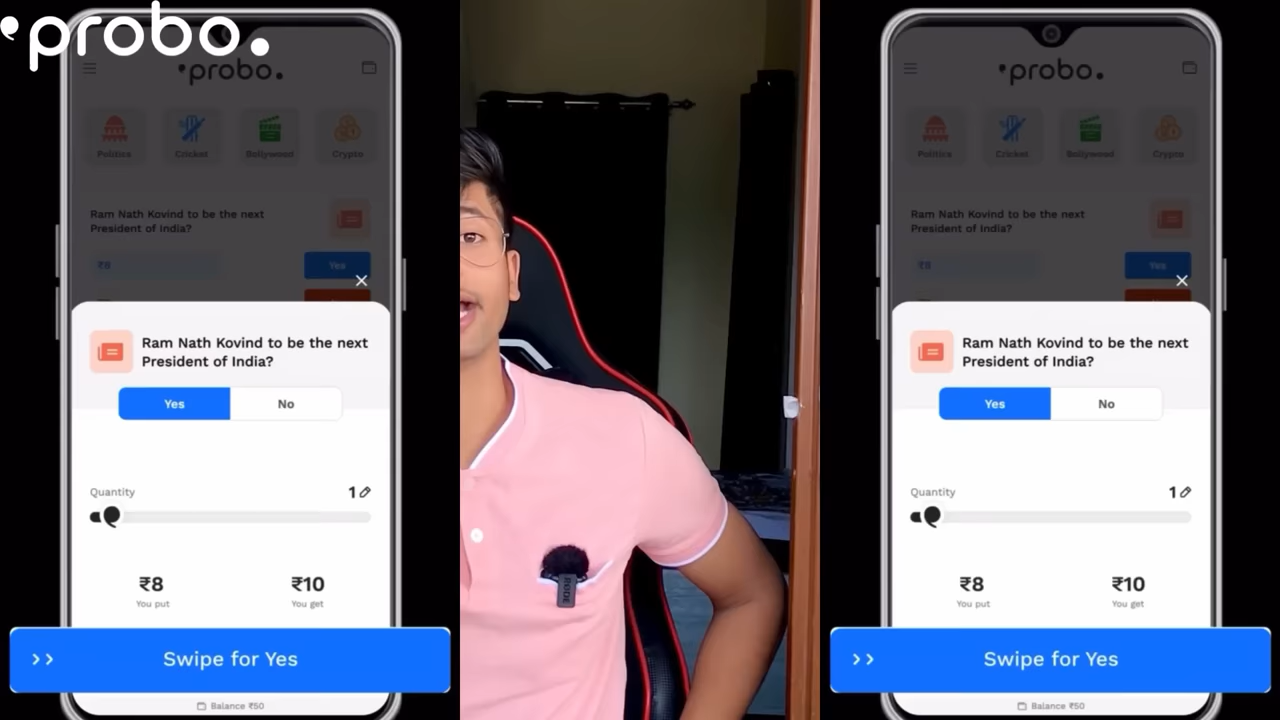 probo.
probo.
Politics
Cricket
Bollywood
Crypto
Ram Nath Kovind to be the next
President of India?
₹8
Yes
Ram Nath Kovind to be the next
President of India?
Yes
No
Quantity
1
₹8
₹10
You put
You get
Swipe for Yes
Balance ₹50
RODE
probo.
Politics
Cricket
Bollywood
Crypto
Ram Nath Kovind to be the next
President of India?
₹8
Yes
Ram Nath Kovind to be the next
President of India?
Yes
No
Quantity
1
₹8
₹10
You put
You get
Swipe for Yes
Balance ₹50